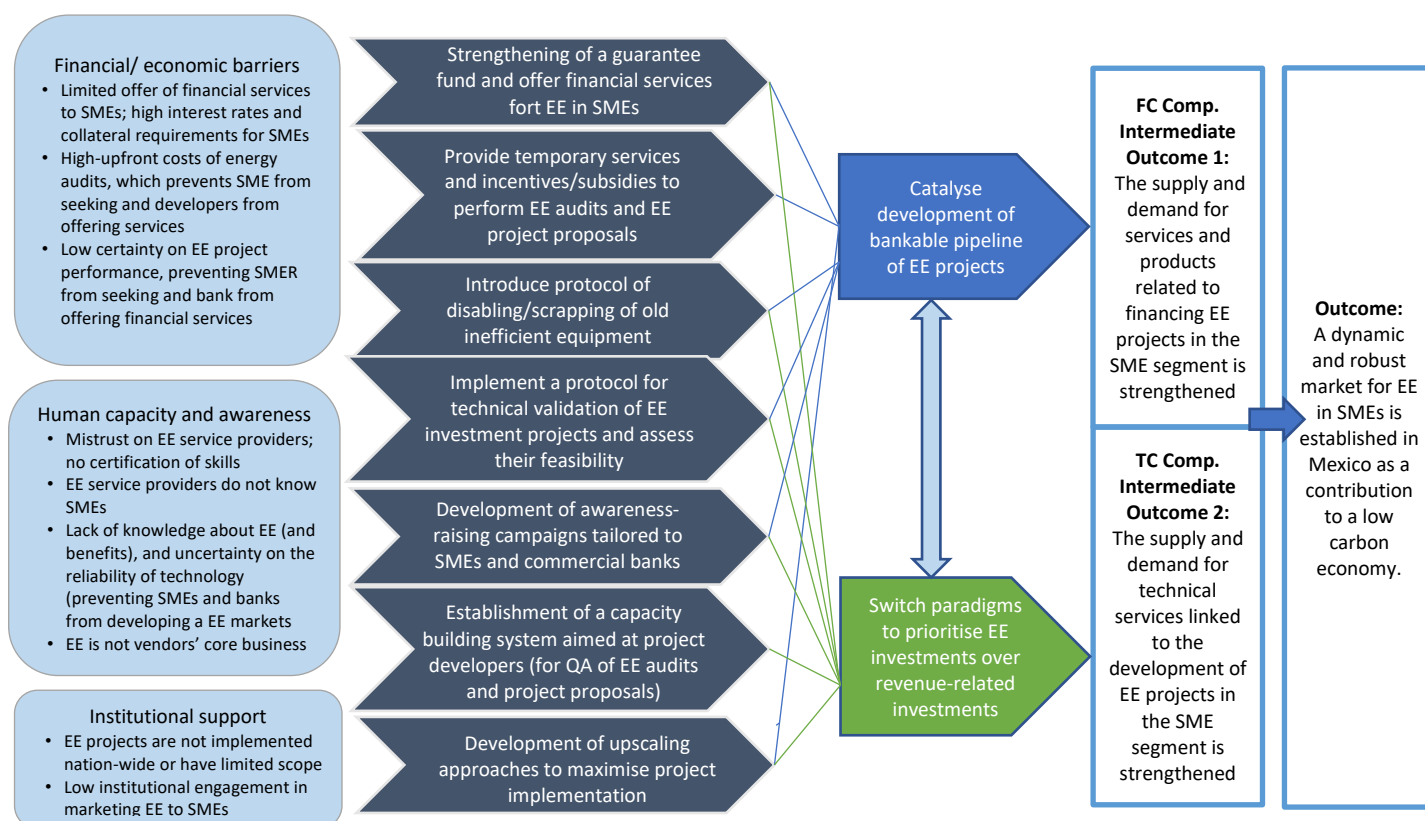 Financial/ economic barriers
• Limited offer of financial services
to SMEs; high interest rates and
collateral requirements for SMEs
• High-upfront costs of energy
audits, which prevents SME from
seeking and developers from
offering services
• Low certainty on EE project
performance, preventing SMER
from seeking and bank from
offering financial services
Human capacity and awareness
• Mistrust on EE service providers;
no certification of skills
• EE service providers do not know
SMEs
• Lack of knowledge about EE (and
benefits), and uncertainty on the
reliability of technology
(preventing SMEs and banks
from developing a EE markets
• EE is not vendors’ core business
Institutional support
• EE projects are not implemented
nation-wide or have limited scope
• Low institutional engagement in
marketing EE to SMEs
Strengthening of a guarantee
fund and offer financial services
fort EE in SMEs
Provide temporary services
and incentives/subsidies to
perform EE audits and EE
project proposals
Introduce protocol of
disabling/scrapping of old
inefficient equipment
Implement a protocol for
technical validation of EE
investment projects and assess
their feasibility
Development of awareness-
raising campaigns tailored to
SMEs and commercial banks
Establishment of a capacity
building system aimed at project
developers (for QA of EE audits
and project proposals)
Development of upscaling
approaches to maximise project
implementation
Catalyse
development of
bankable pipeline
of EE projects
Switch paradigms
to prioritise EE
investments over
revenue-related
investments
FC Comp.
Intermediate
Outcome 1:
The supply and
demand for
services and
products
related to
financing EE
projects in the
SME segment is
strengthened
TC Comp.
Intermediate
Outcome 2:
The supply and
demand for
technical
services linked
to the
development of
EE projects in
the SME
segment is
strengthened
Outcome:
A dynamic
and robust
market for EE
in SMEs is
established in
Mexico as a
contribution
to a low
carbon
economy.